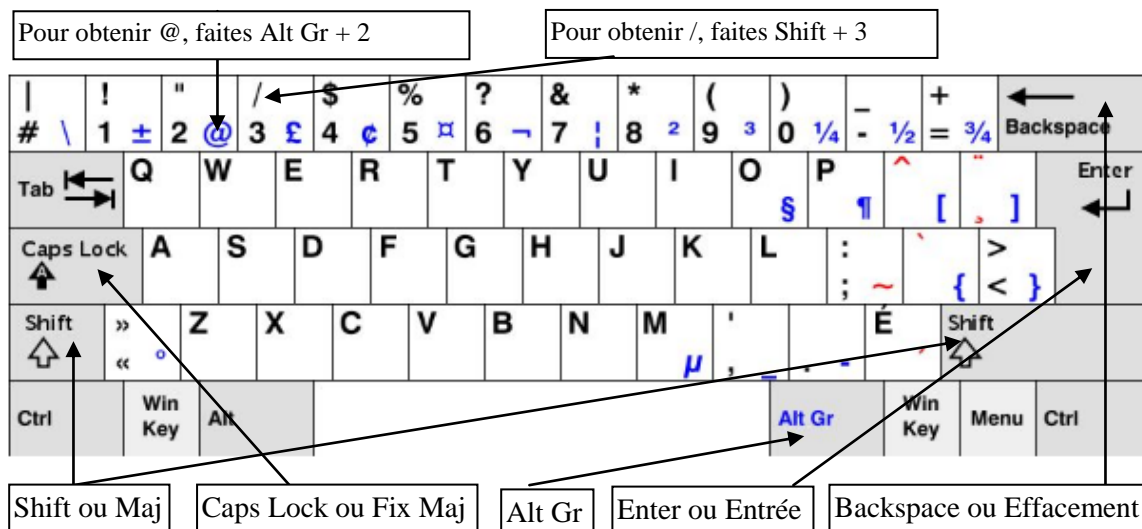 Pour obtenir @, faites Alt Gr + 2 Pour obtenir /, faites Shift + 3
| ! " / $ % ? & * ( ) _ +
# \ 1 ± 2 @ 3 £ 4 ¢ 5 ¤ 6 ¬ 7 ¦ 8 ² 9 ³ 0 ¼ - ½ = ¾ Backspace
Tab Q W E R T Y U I O P ^ ¨ Enter
§ ¶ [ ¸ ]
Caps Lock A S D F G H J K L : ` >
A ; ~ { < }
Shift » Z X C V B N M ' É Shift
« ° µ , _ . - ´
Ctrl Win Key Alt Alt Gr Win Key Menu Ctrl
Shift ou Maj Caps Lock ou Fix Maj Alt Gr Enter ou Entrée Backspace ou Effacement